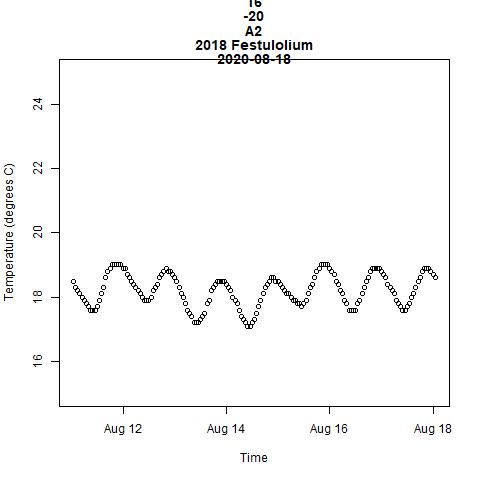 16
-20
A2
2018 Festulolium
2020-08-18
24
22
20
18
16
Temperature (degrees C)
Aug 12
Aug 14
Aug 16
Aug 18
Time